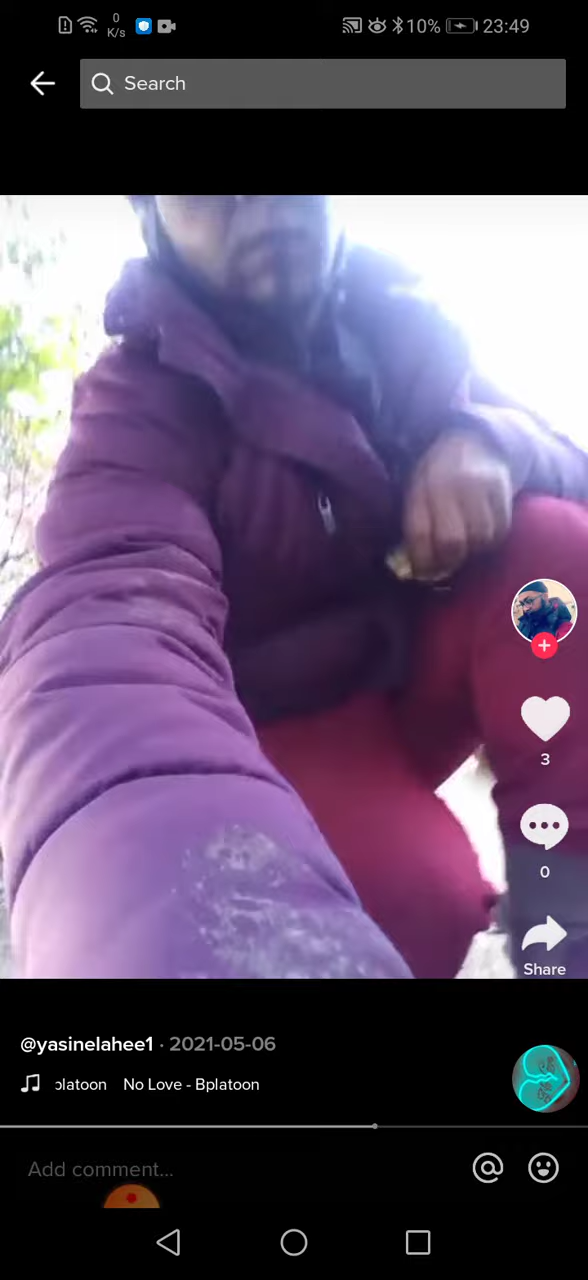 0
K/s
10%
23:49
Search
3
0
Share
@yasinelahee1 · 2021-05-06
platoon No Love - Bplatoon
Add comment...